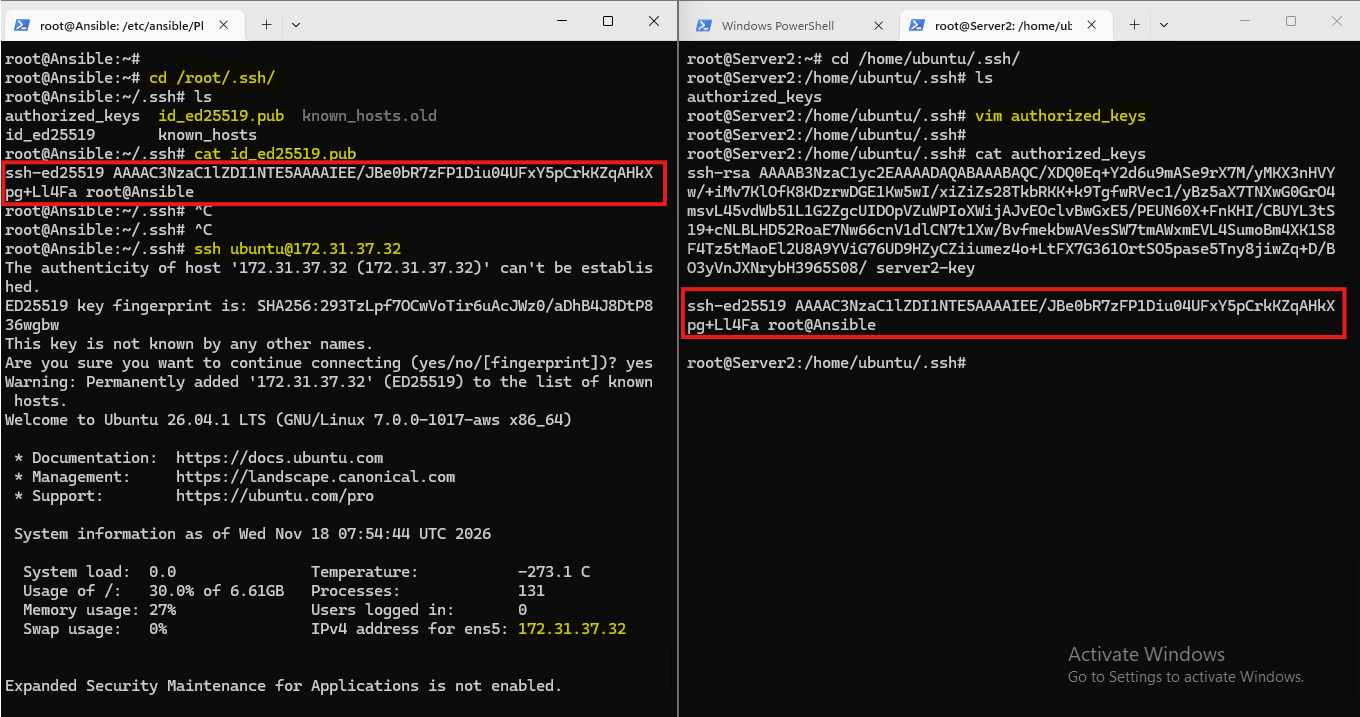 root@Ansible: /etc/ansible/Pl
root@Ansible:~#
root@Ansible:~# cd /root/.ssh/
root@Ansible:~/.ssh# ls
authorized_keys  id_ed25519.pub  known_hosts.old
id_ed25519       known_hosts
root@Ansible:~/.ssh# cat id_ed25519.pub
ssh-ed25519 AAAAC3NzaC1lZDI1NTE5AAAAIEE/JBe0bR7zFP1Diu04UFxY5pCrkKZqAHkX
pg+Ll4Fa root@Ansible
root@Ansible:~/.ssh# ^C
root@Ansible:~/.ssh# ^C
root@Ansible:~/.ssh# ssh ubuntu@172.31.37.32
The authenticity of host '172.31.37.32 (172.31.37.32)' can't be establis
hed.
ED25519 key fingerprint is: SHA256:293TzLpf7OCwVoTir6uAcJWz0/aDhB4J8DtP8
36wgbw
This key is not known by any other names.
Are you sure you want to continue connecting (yes/no/[fingerprint])? yes
Warning: Permanently added '172.31.37.32' (ED25519) to the list of known
 hosts.
Welcome to Ubuntu 26.04.1 LTS (GNU/Linux 7.0.0-1017-aws x86_64)
 * Documentation:  https://docs.ubuntu.com
 * Management:     https://landscape.canonical.com
 * Support:        https://ubuntu.com/pro
 System information as of Wed Nov 18 07:54:44 UTC 2026
  System load:  0.0               Temperature:           -273.1 C
  Usage of /:   30.0% of 6.61GB   Processes:             131
  Memory usage: 27%               Users logged in:       0
  Swap usage:   0%                IPv4 address for ens5: 172.31.37.32
Expanded Security Maintenance for Applications is not enabled.
Windows PowerShell
root@Server2: /home/ub
root@Server2:~# cd /home/ubuntu/.ssh/
root@Server2:/home/ubuntu/.ssh# ls
authorized_keys
root@Server2:/home/ubuntu/.ssh# vim authorized_keys
root@Server2:/home/ubuntu/.ssh#
root@Server2:/home/ubuntu/.ssh# cat authorized_keys
ssh-rsa AAAAB3NzaC1yc2EAAAADAQABAAABAQC/XDQ0Eq+Y2d6u9mASe9rX7M/yMKX3nHVY
w/+iMv7KlOfK8KDzrwDGE1Kw5wI/xiZiZs28TkbRKK+k9TgfwRVec1/yBz5aX7TNXwG0GrO4
msvL45vdWb51L1G2ZgcUIDOpVZuWPIoXWijAJvEOclvBwGxE5/PEUN60X+FnKHI/CBUYL3tS
19+cNLBLHD52RoaE7Nw66cnV1dlCN7t1Xw/BvfmekbwAVesSW7tmAWxmEVL4SumoBm4XK1S8
F4Tz5tMaoEl2U8A9YViG76UD9HZyCZiiumez4o+LtFX7G361OrtSO5pase5Tny8jiwZq+D/B
O3yVnJXNrybH3965S08/ server2-key
ssh-ed25519 AAAAC3NzaC1lZDI1NTE5AAAAIEE/JBe0bR7zFP1Diu04UFxY5pCrkKZqAHkX
pg+Ll4Fa root@Ansible
root@Server2:/home/ubuntu/.ssh#
Activate Windows
Go to Settings to activate Windows.